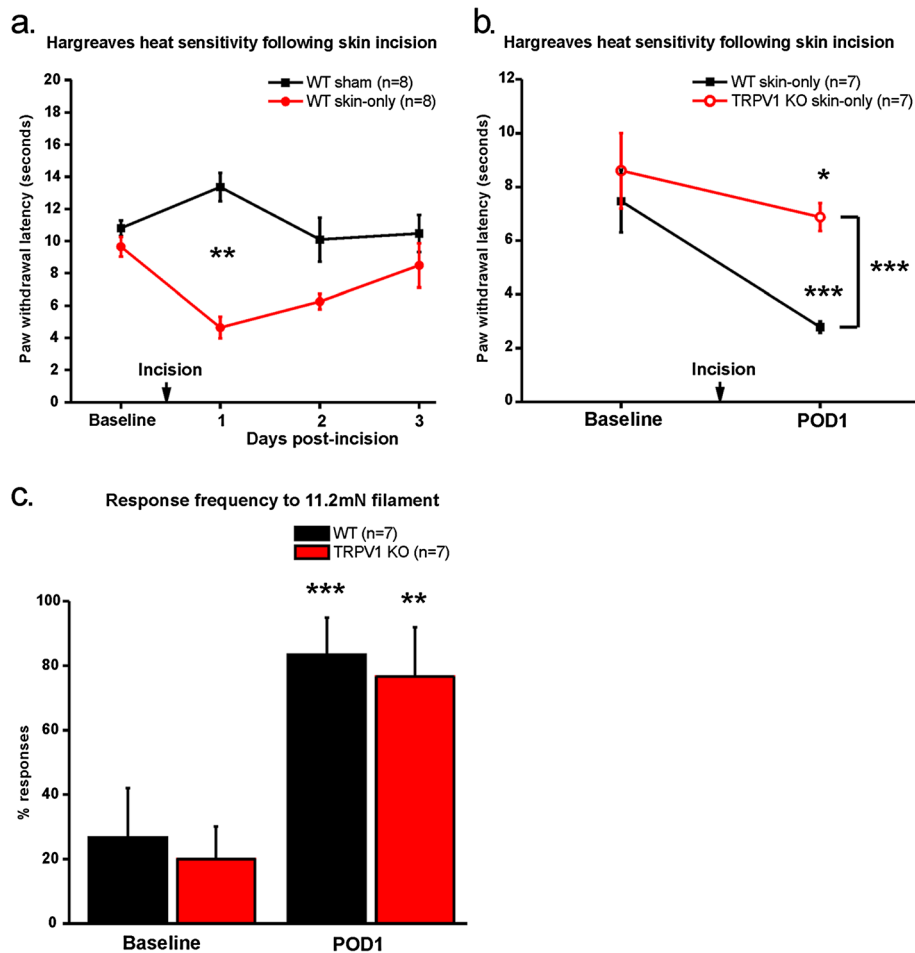 a.
Hargreaves heat sensitivity following skin incision
WT sham (n=8)
WT skin-only (n=8)
Paw withdrawal latency (seconds)
20
18
16
14
12
10
8
6
4
2
0
**
Incision
Baseline 1 2 3
Days post-incision
b.
Hargreaves heat sensitivity following skin incision
WT skin-only (n=7)
TRPV1 KO skin-only (n=7)
Paw withdrawal latency (seconds)
12
10
8
6
4
2
0
*
***
***
Incision
Baseline POD1
c.
Response frequency to 11.2mN filament
WT (n=7)
TRPV1 KO (n=7)
% responses
100
80
60
40
20
0
*** **
Baseline POD1